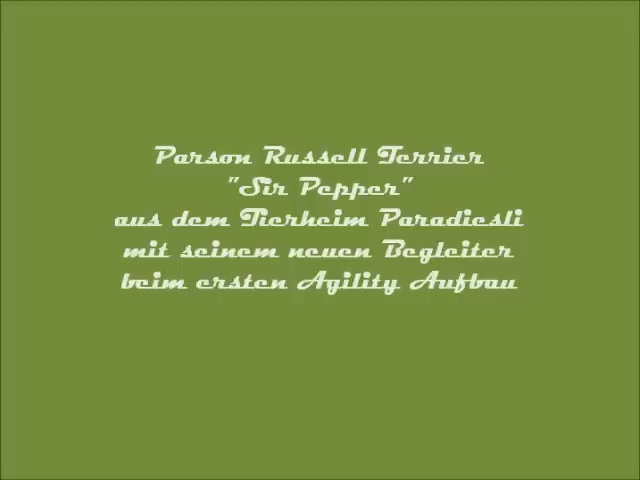 Parson Russell Terrier
"Sir Pepper"
aus dem Tierheim Paradiesli
mit seinem neuen Begleiter
beim ersten Agility Aufbau